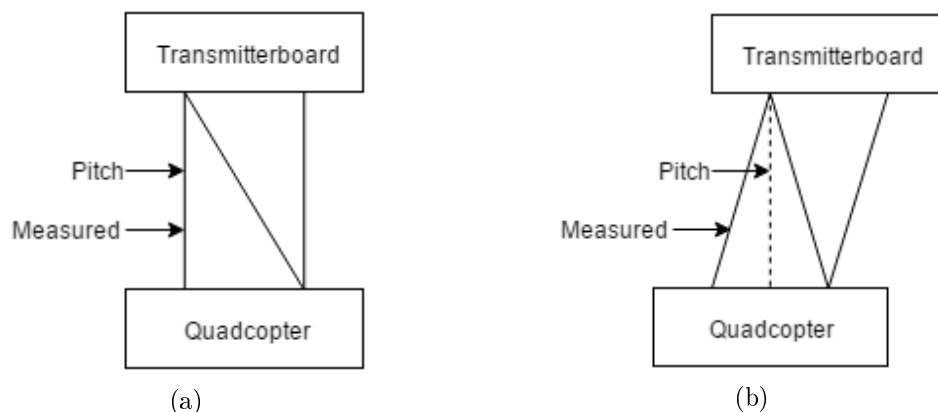 Transmitterboard
Pitch
Measured
Quadcopter
(a)
Transmitterboard
Pitch
Measured
Quadcopter
(b)